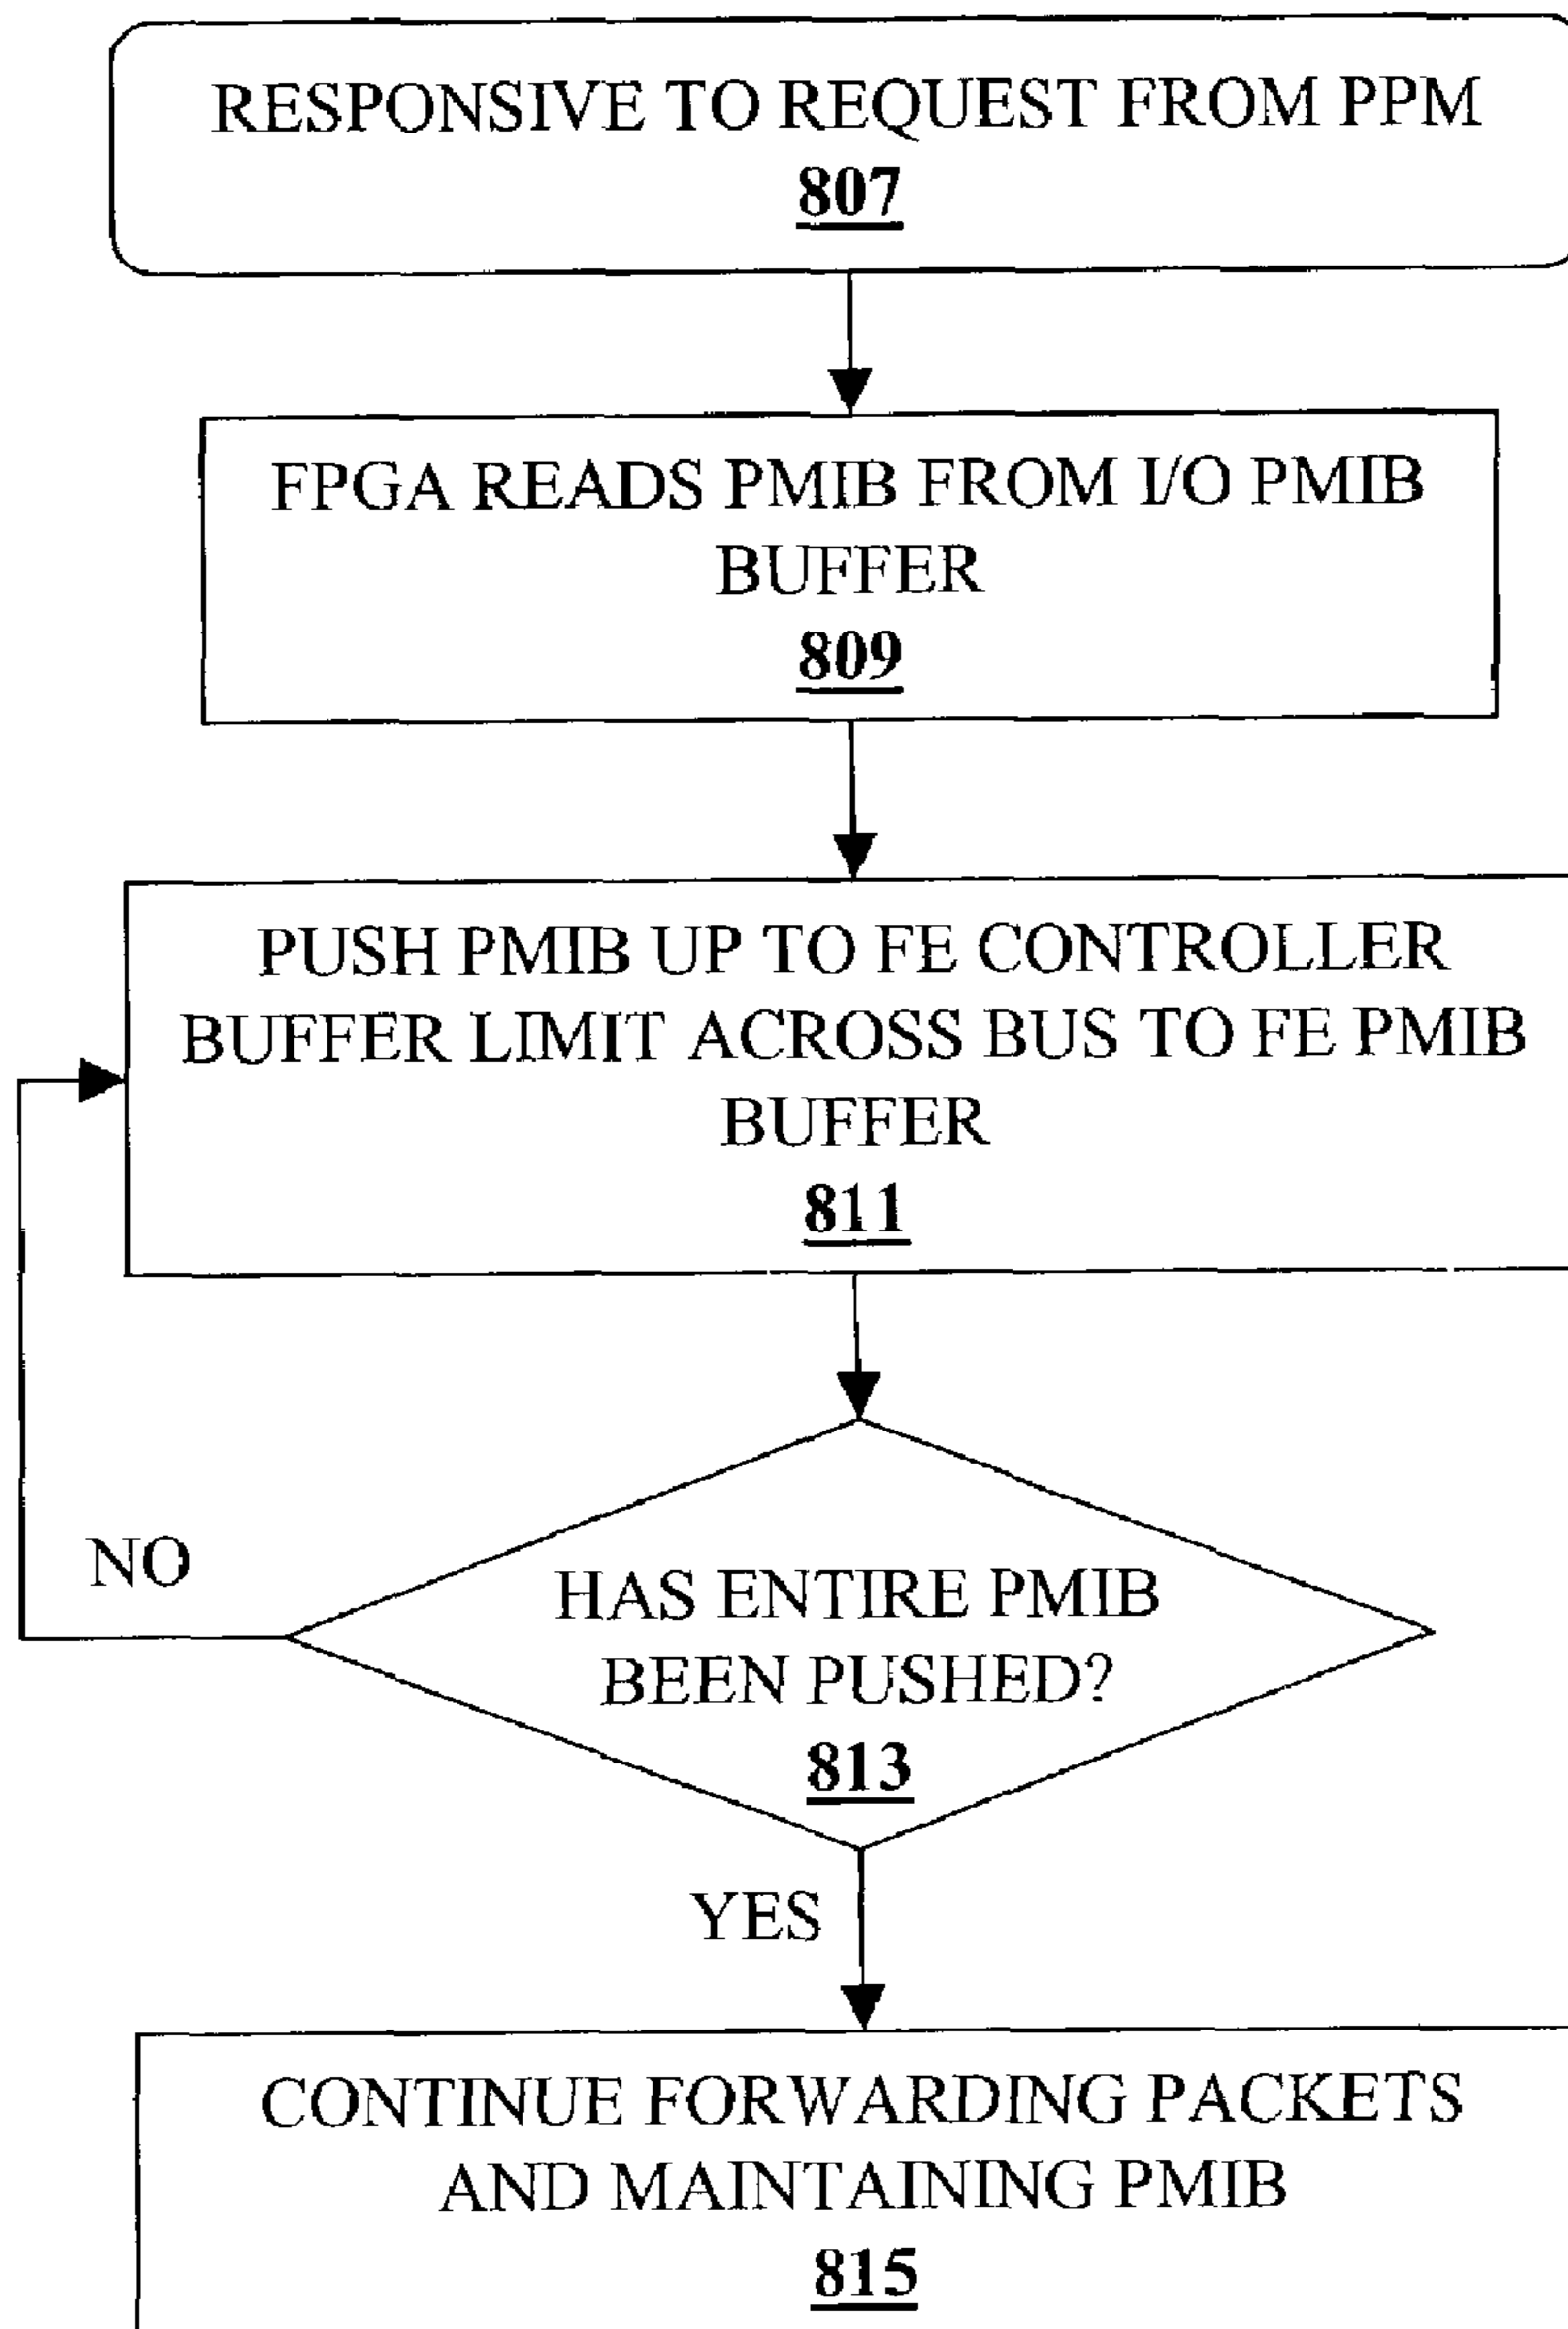 RESPONSIVE TO REQUEST FROM PPM
807
FPGA READS PMIB FROM I/O PMIB
BUFFER
809
PUSH PMIB UP TO FE CONTROLLER
BUFFER LIMIT ACROSS BUS TO FE PMIB
BUFFER
811
NO
HAS ENTIRE PMIB
BEEN PUSHED?
813
YES
CONTINUE FORWARDING PACKETS
AND MAINTAINING PMIB
815